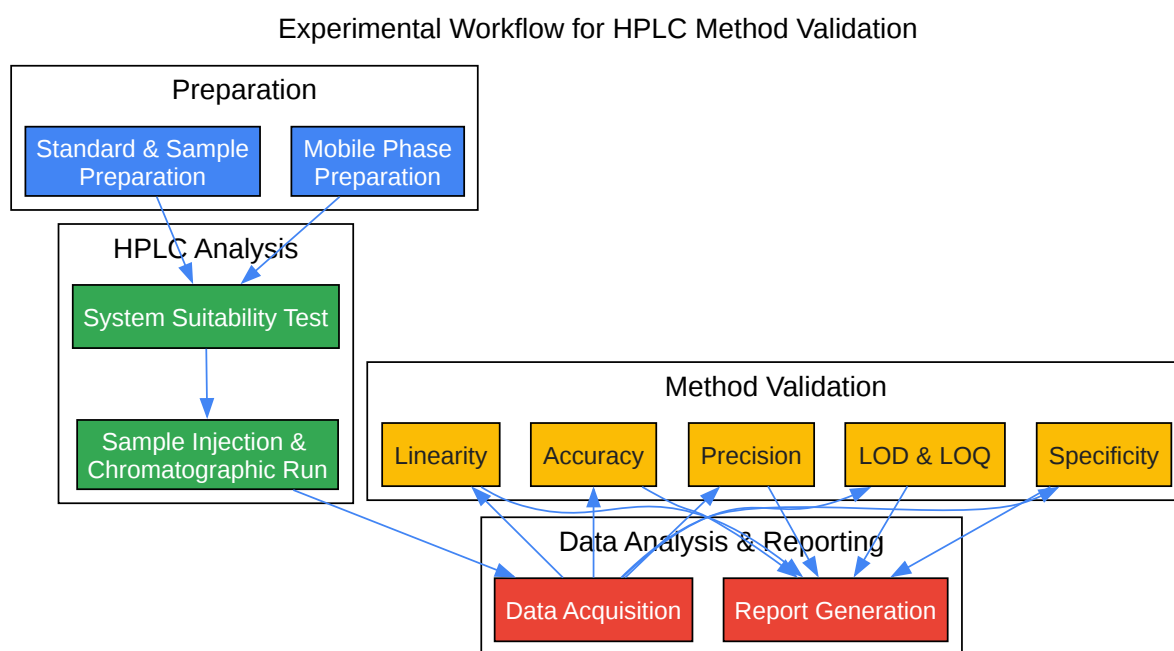 Experimental Workflow for HPLC Method Validation
Preparation
Standard & Sample
Preparation
Mobile Phase
Preparation
HPLC Analysis
System Suitability Test
Sample Injection &
Chromatographic Run
Method Validation
Linearity
Accuracy
Precision
LOD & LOQ
Specificity
Data Analysis & Reporting
Data Acquisition
Report Generation